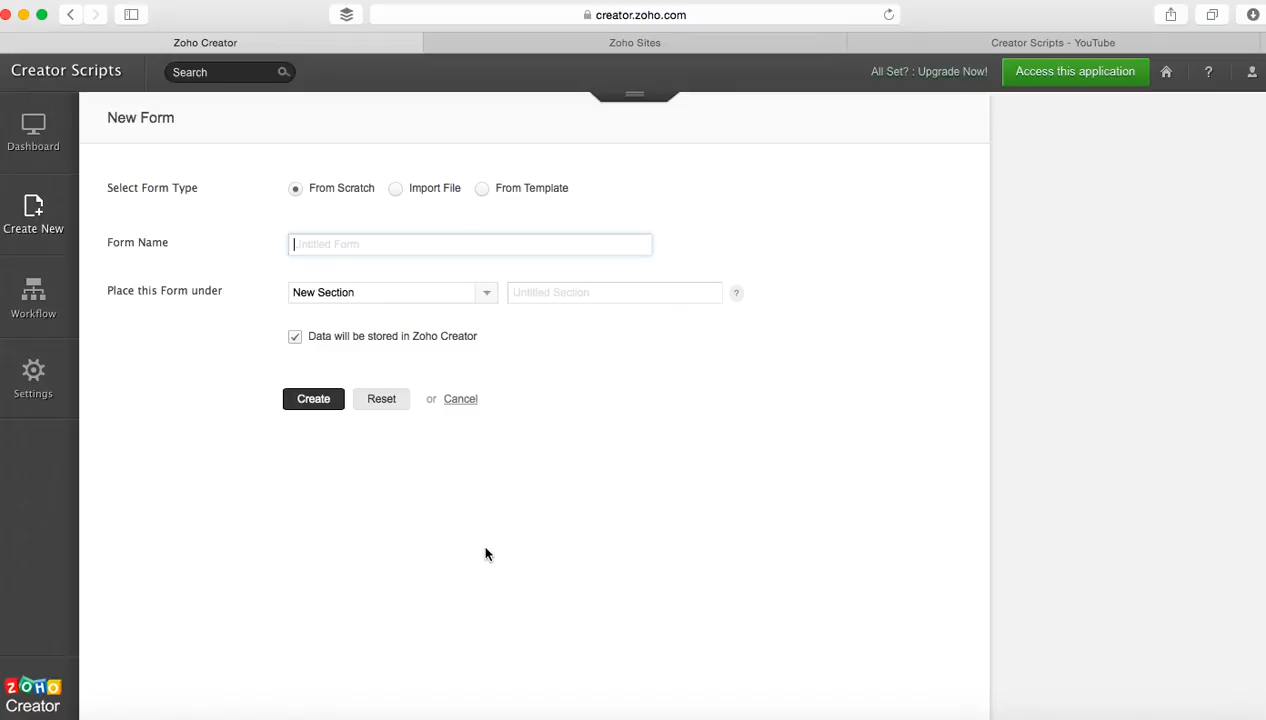 creator.zoho.com
Zoho Creator
Zoho Sites
Creator Scripts - YouTube
Creator Scripts
Search
All Set? : Upgrade Now!
Access this application
?
New Form
Dashboard
Select Form Type
From Scratch
Import File
From Template
Create New
Form Name
Untitled Form
Place this Form under
New Section
Untitled Section
?
Workflow
Data will be stored in Zoho Creator
Settings
Create
Reset
or
Cancel
ZOHO
Creator